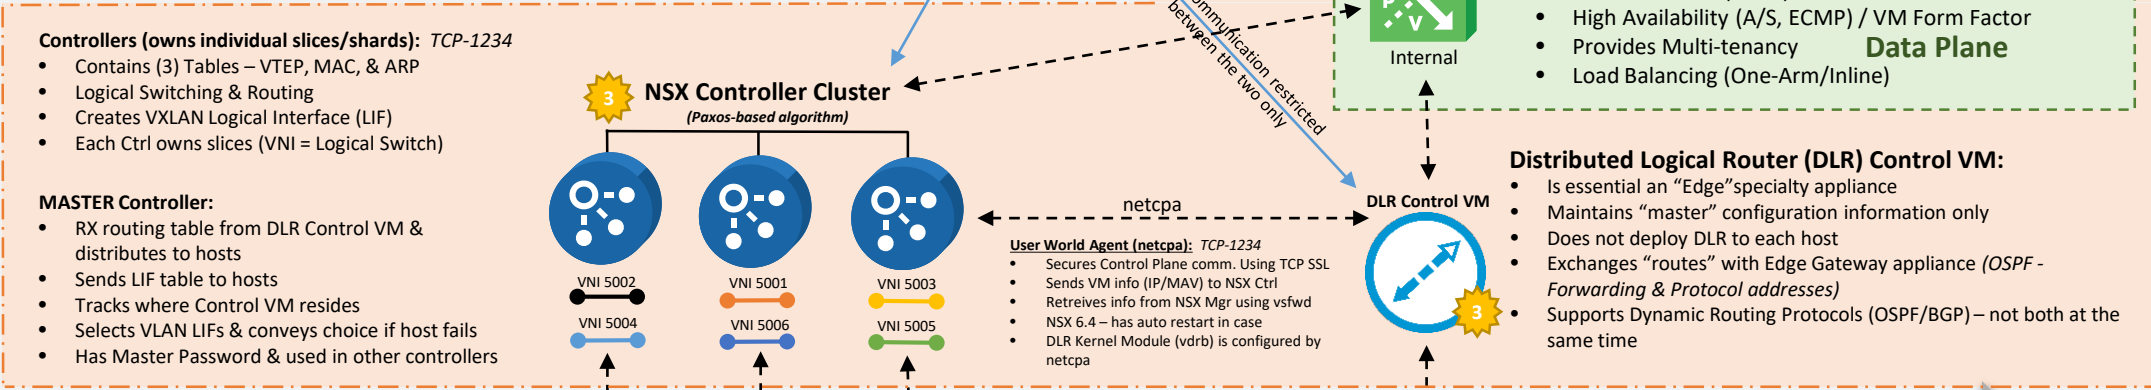 Controllers (owns individual slices/shards): TCP-1234
• Contains (3) Tables – VTEP, MAC, & ARP
• Logical Switching & Routing
• Creates VXLAN Logical Interface (LIF)
• Each Ctrl owns slices (VNI = Logical Switch)
MASTER Controller:
• RX routing table from DLR Control VM &
distributes to hosts
• Sends LIF table to hosts
• Tracks where Control VM resides
• Selects VLAN LIFs & conveys choice if host fails
• Has Master Password & used in other controllers
3
NSX Controller Cluster
(Paxos-based algorithm)
VNI 5002
VNI 5001
VNI 5003
VNI 5004
VNI 5006
VNI 5005
ommunication restricted
between the two only
netcpa
User World Agent (netcpa): TCP-1234
• Secures Control Plane comm. Using TCP SSL
• Sends VM info (IP/MAV) to NSX Ctrl
• Retreives info from NSX Mgr using vsfwd
• NSX 6.4 – has auto restart in case
• DLR Kernel Module (vdrb) is configured by
netcpa
V
Internal
• High Availability (A/S, ECMP) / VM Form Factor
• Provides Multi-tenancy
Data Plane
• Load Balancing (One-Arm/Inline)
DLR Control VM
3
Distributed Logical Router (DLR) Control VM:
• Is essential an “Edge”specialty appliance
• Maintains “master” configuration information only
• Does not deploy DLR to each host
• Exchanges “routes” with Edge Gateway appliance (OSPF -
Forwarding & Protocol addresses)
• Supports Dynamic Routing Protocols (OSPF/BGP) – not both at the
same time